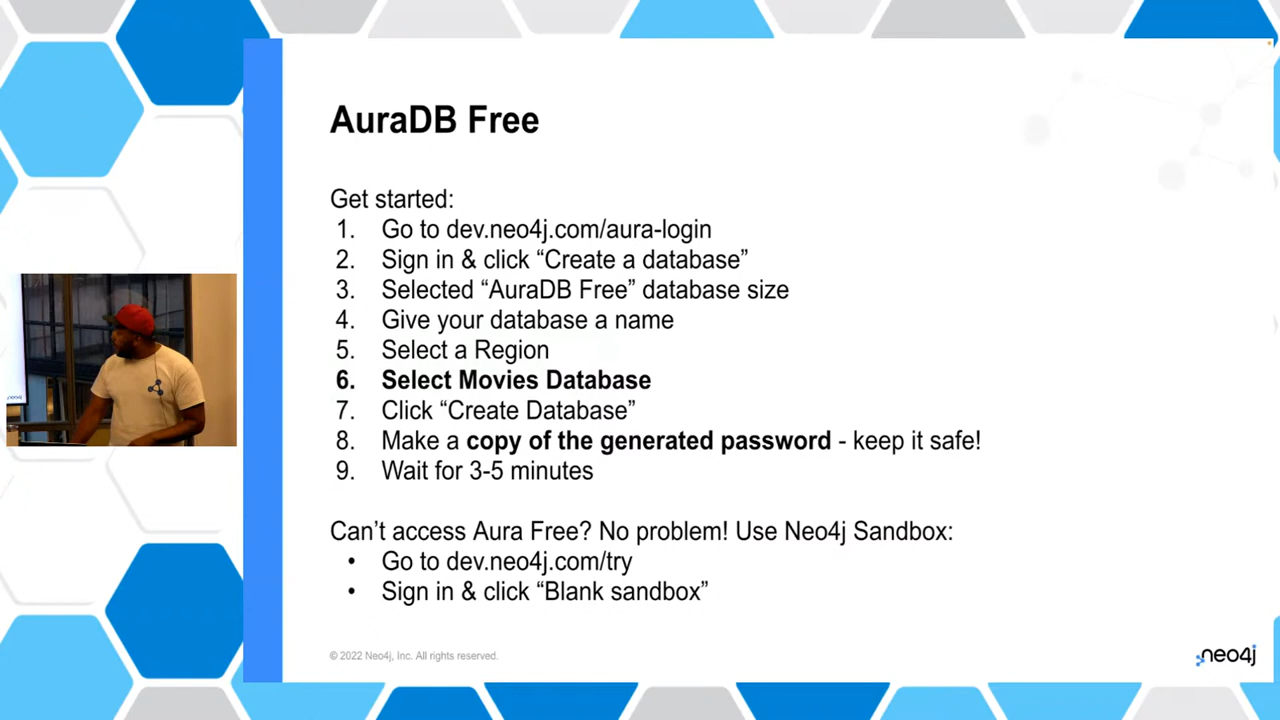 AuraDB Free
Get started:
1. Go to dev.neo4j.com/aura-login
2. Sign in & click “Create a database”
3. Selected “AuraDB Free” database size
4. Give your database a name
5. Select a Region
6. Select Movies Database
7. Click “Create Database”
8. Make a copy of the generated password - keep it safe!
9. Wait for 3-5 minutes
Can’t access Aura Free? No problem! Use Neo4j Sandbox:
• Go to dev.neo4j.com/try
• Sign in & click “Blank sandbox”
© 2022 Neo4j, Inc. All rights reserved.
neo4j
neo4j